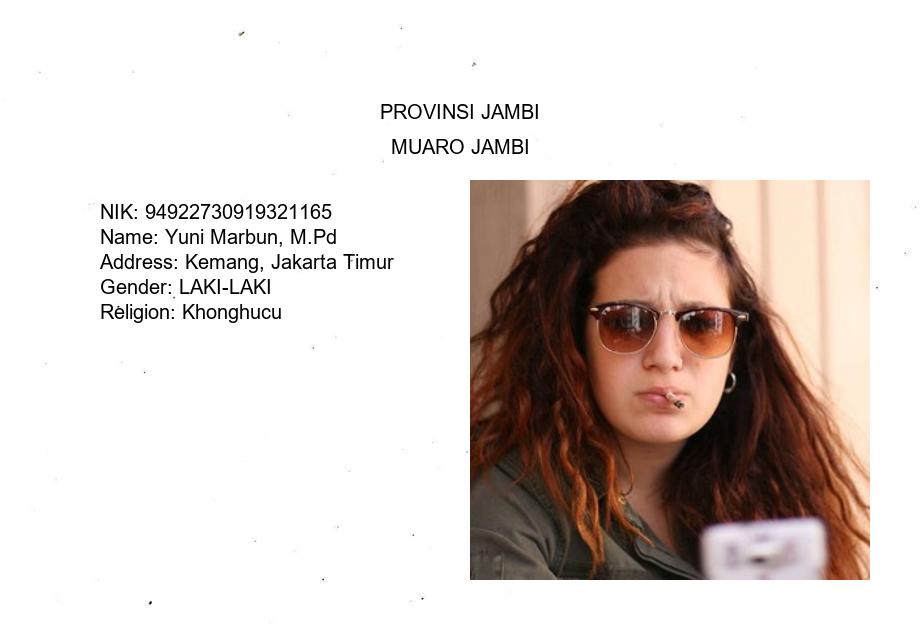 PROVINSI JAMBI
MUARO JAMBI
NIK: 94922730919321165
Name: Yuni Marbun, M.Pd
Address: Kemang, Jakarta Timur
Gender: LAKI-LAKI
Religion: Khonghucu